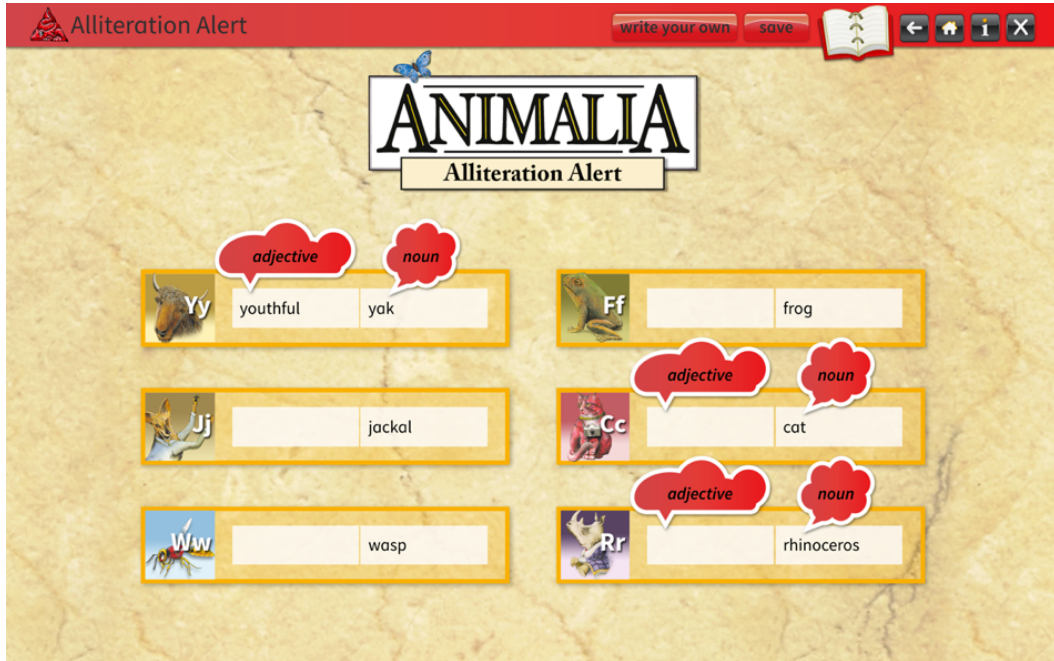 Alliteration Alert
write your own
save
i
X
ANIMALIA
Alliteration Alert
adjective
noun
Yy
youthful
yak
Jj
jackal
Ww
wasp
Ff
frog
adjective
noun
Cc
cat
adjective
noun
Rr
rhinoceros